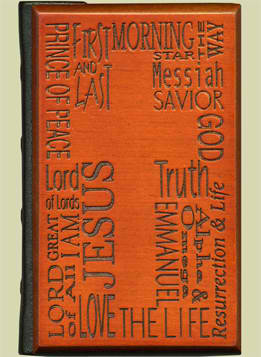 PRINCE OF PEACE
FIRST
AND
LAST
MORNING
STAR
THE
WAY
Messiah
SAVIOR
GOD
Lord
of Lords
JESUS
Truth
LORD
of All
GREAT
I AM
LOVE
THE LIFE
EMMANUEL
Alpha &
Omega
Resurrection & Life